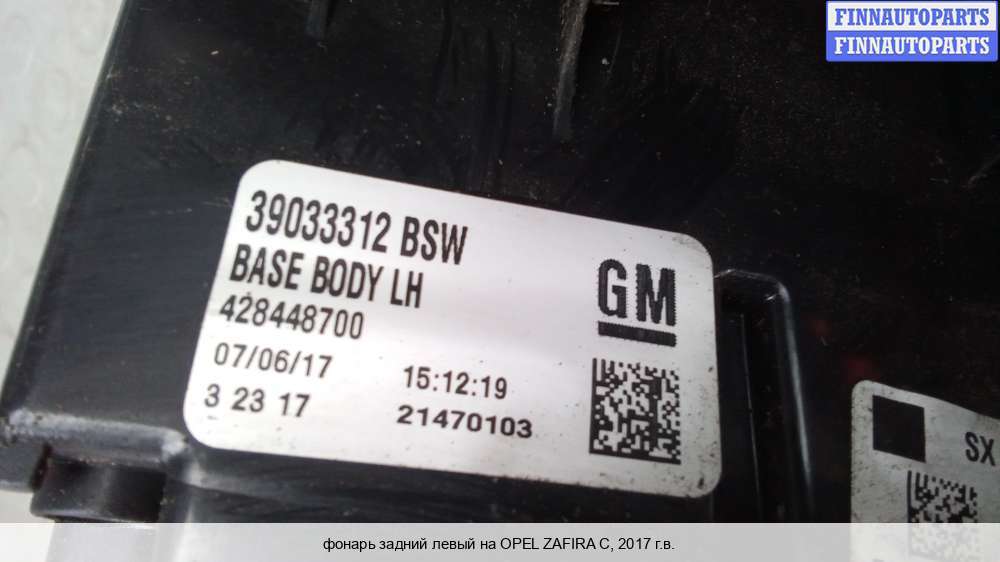 FINNAUTOPARTS
FINNAUTOPARTS
39033312 BSW
BASE BODY LH
GM
428448700
07/06/17 15:12:19
3 23 17 21470103
SX
фонарь задний левый на OPEL ZAFIRA C, 2017 г.в.